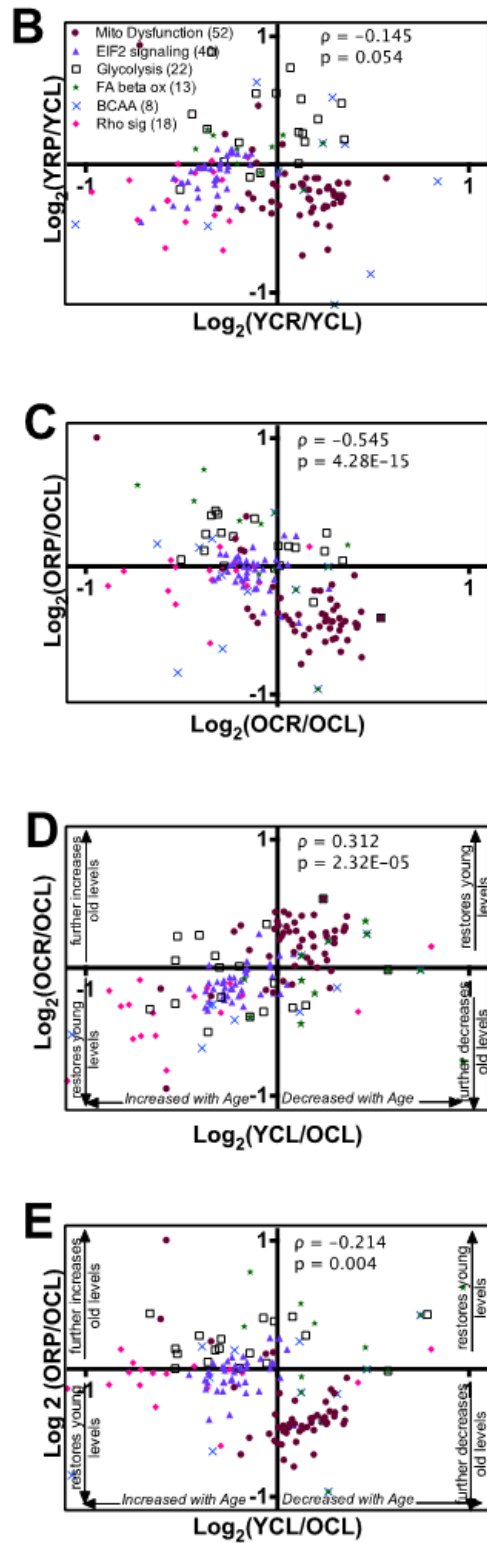 B
Mito Dysfunction (52)
EIF2 signaling (40)
Glycolysis (22)
FA beta ox (13)
BCAA (8)
Rho sig (18)
ρ = -0.145
p = 0.054
1
-1
1
-1
Log2(YRP/YCL)
Log2(YCR/YCL)
C
ρ = -0.545
p = 4.28E-15
1
-1
1
-1
Log2(ORP/OCL)
Log2(OCR/OCL)
D
ρ = 0.312
p = 2.32E-05
1
-1
-1
-1
Log2(OCR/OCL)
further increases
old levels
restores young
levels
restores young
levels
further decreases
old levels
Increased with Age
Decreased with Age
Log2(YCL/OCL)
E
ρ = -0.214
p = 0.004
1
1
-1
Log 2 (ORP/OCL)
further increases
old levels
restores young
levels
restores young
levels
further decreases
old levels
Increased with Age
Decreased with Age
Log2(YCL/OCL)